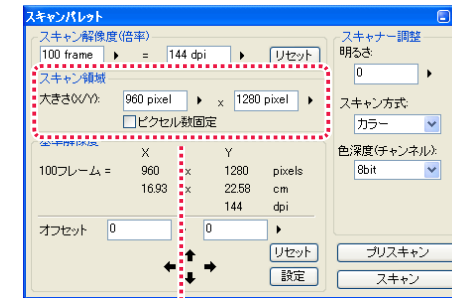 スキャンパレット
スキャン解像度(倍率)
100 frame = 144 dpi リセット
スキャン領域
大きさ(X/Y): 960 pixel x 1280 pixel
ピクセル数固定
基準解像度
X Y
100フレーム = 960 x 1280 pixels
16.93 x 22.58 cm
144 dpi
オフセット 0 0
リセット
設定
スキャナー調整
明るさ:
0
スキャン方式:
カラー
色深度(チャンネル):
8bit
プリスキャン
スキャン